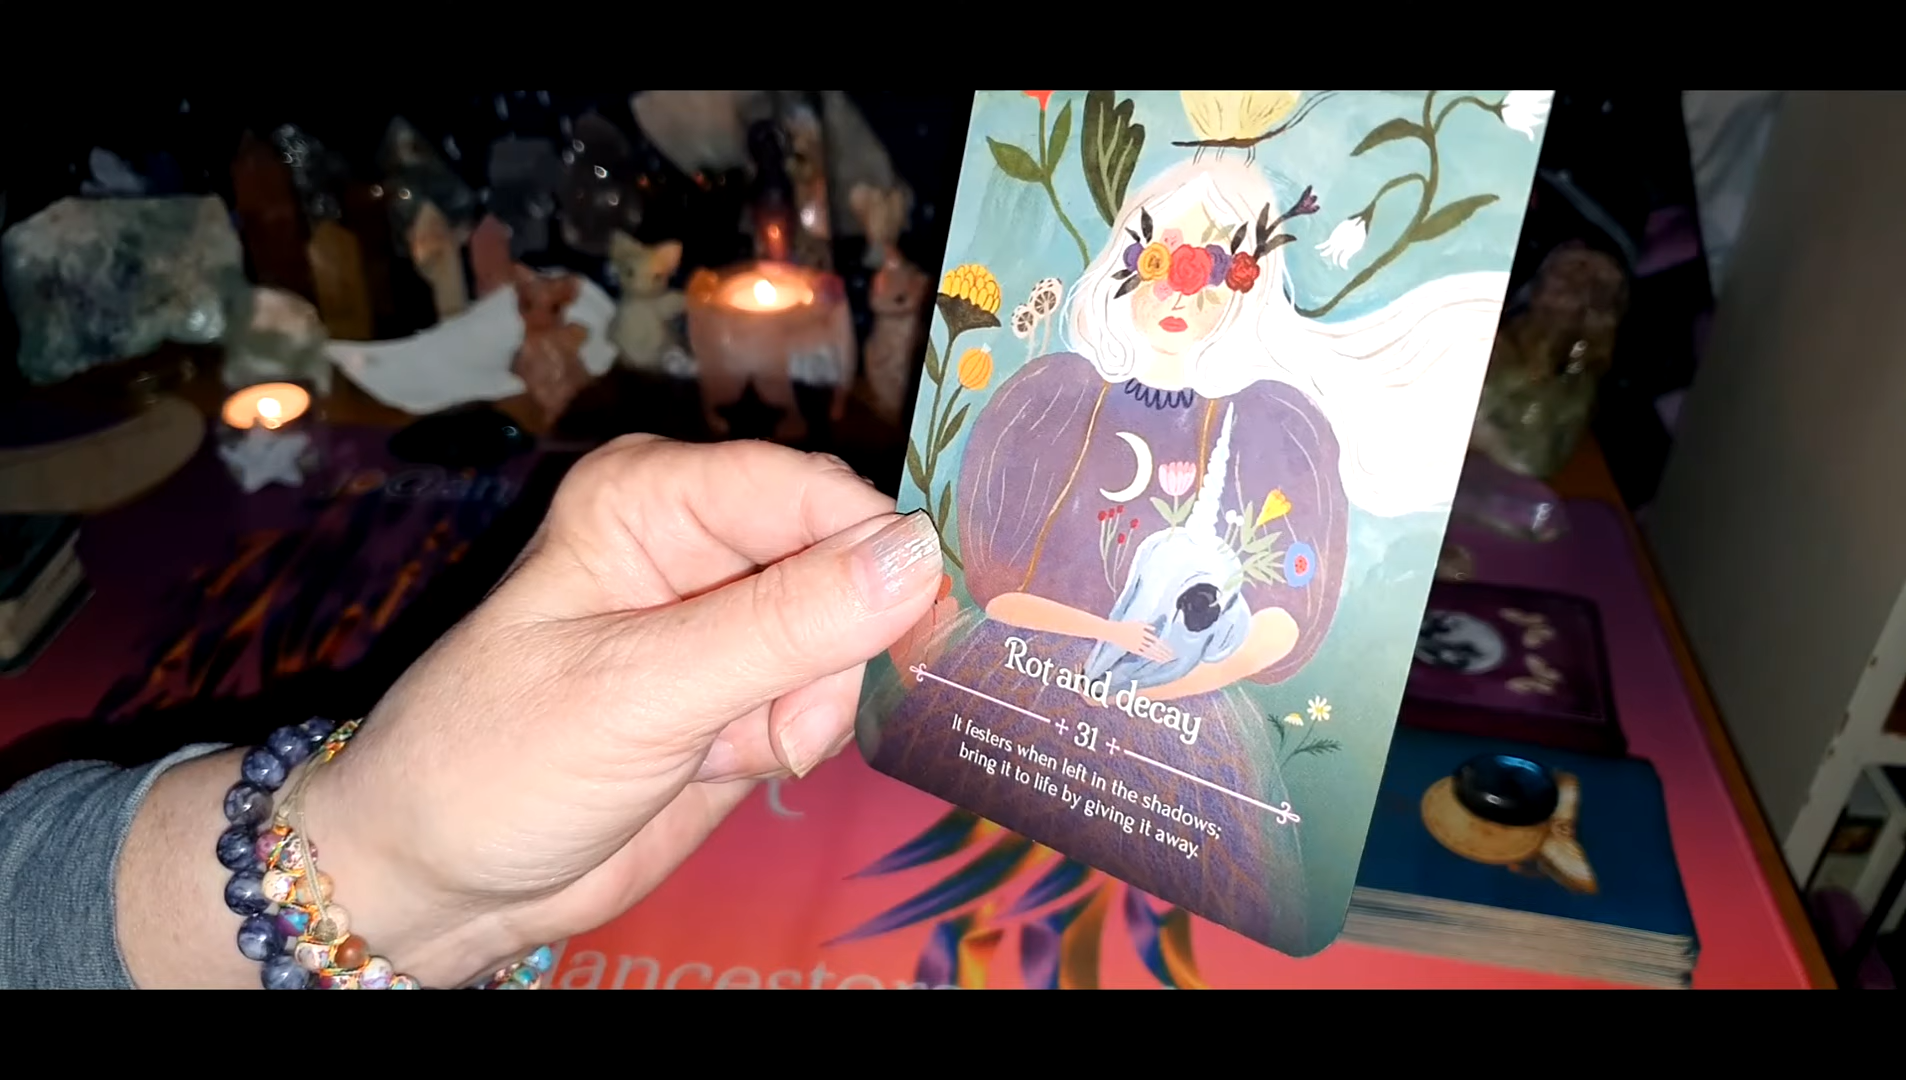 Rot and decay
31
It festers when left in the shadows;
bring it to life by giving it away.